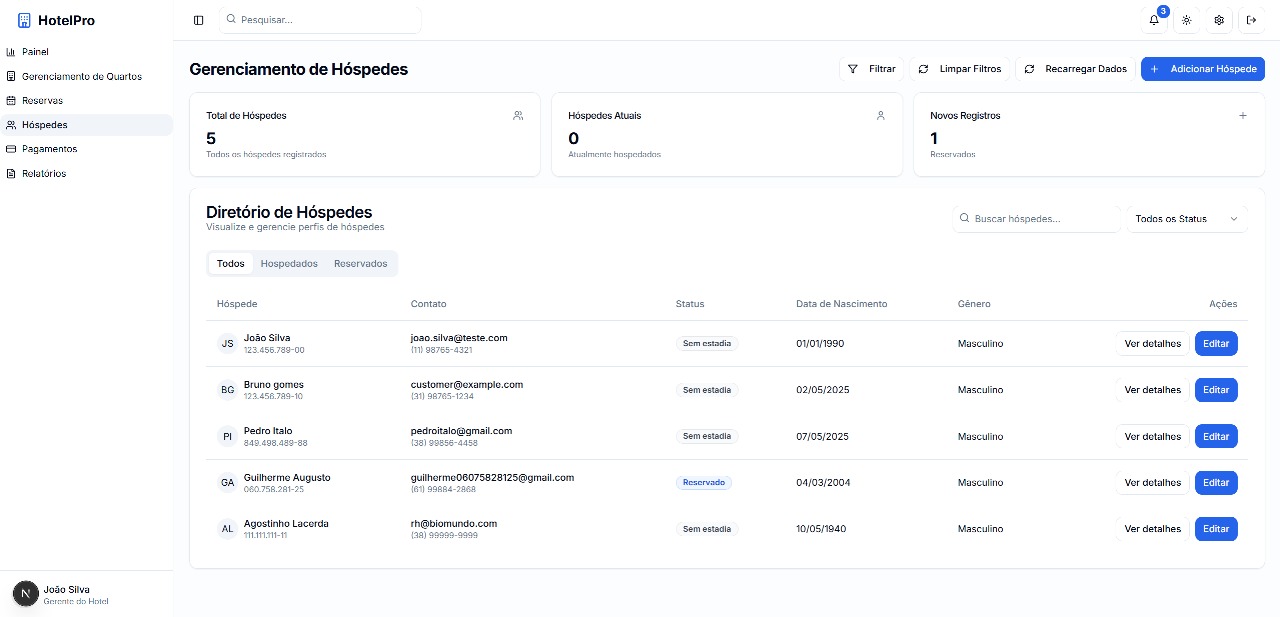 HotelPro
Pesquisar...
3
Painel
Gerenciamento de Quartos
Reservas
Hóspedes
Pagamentos
Relatórios
Gerenciamento de Hóspedes
Filtrar
Limpar Filtros
Recarregar Dados
+ Adicionar Hóspede
Total de Hóspedes
5
Todos os hóspedes registrados
Hóspedes Atuais
0
Atualmente hospedados
Novos Registros
1
Reservados
Diretório de Hóspedes
Visualize e gerencie perfis de hóspedes
Buscar hóspedes...
Todos os Status
Todos Hospedados Reservados
Hóspede Contato Status Data de Nascimento Gênero Ações
JS João Silva joao.silva@teste.com Sem estadia 01/01/1990 Masculino Ver detalhes Editar
123.456.789-00 (11) 98765-4321
BG Bruno gomes customer@example.com Sem estadia 02/05/2025 Masculino Ver detalhes Editar
123.456.789-10 (31) 98765-1234
PI Pedro Italo pedroitalo@gmail.com Sem estadia 07/05/2025 Masculino Ver detalhes Editar
849.498.489-88 (38) 99856-4458
GA Guilherme Augusto guilherme06075828125@gmail.com Reservado 04/03/2004 Masculino Ver detalhes Editar
060.758.281-25 (61) 99884-2868
AL Agostinho Lacerda rh@biomundo.com Sem estadia 10/05/1940 Masculino Ver detalhes Editar
111.111.111-11 (38) 99999-9999
N João Silva
Gerente do Hotel